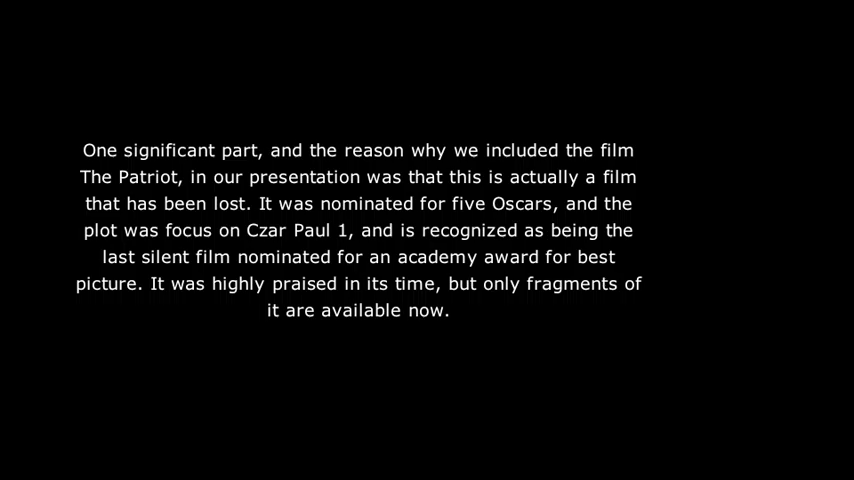 One significant part, and the reason why we included the film
The Patriot, in our presentation was that this is actually a film
that has been lost. It was nominated for five Oscars, and the
plot was focus on Czar Paul 1, and is recognized as being the
last silent film nominated for an academy award for best
picture. It was highly praised in its time, but only fragments of
it are available now.